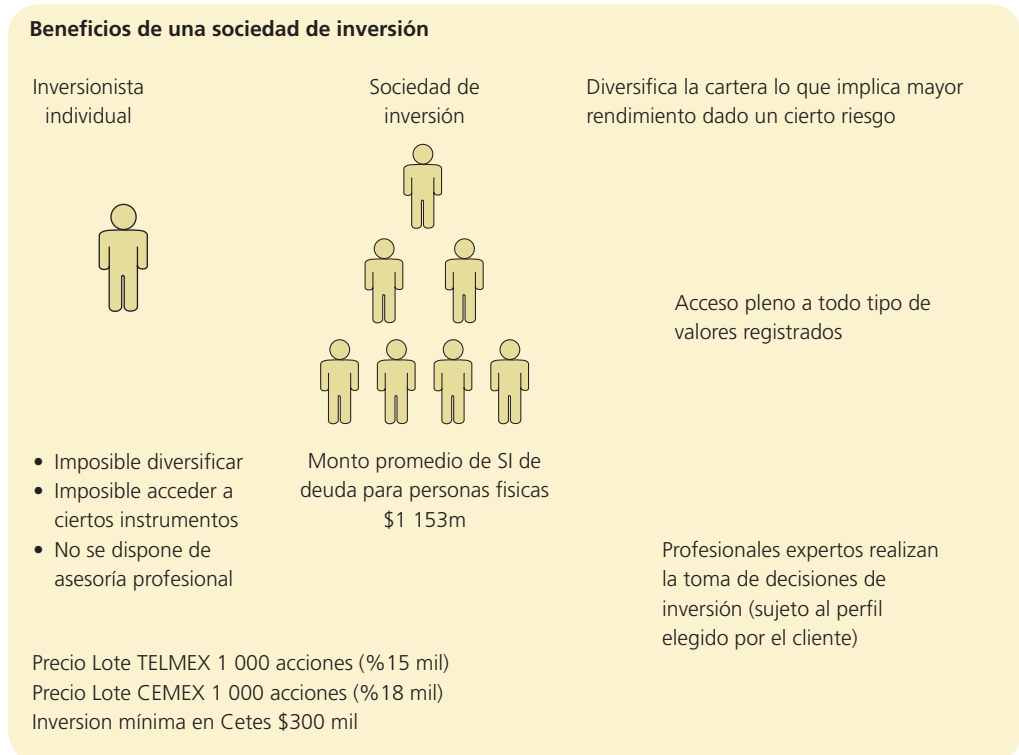 Beneficios de una sociedad de inversión
Inversionista
individual
Sociedad de
inversión
Diversifica la cartera lo que implica mayor
rendimiento dado un cierto riesgo
Acceso pleno a todo tipo de
valores registrados
• Imposible diversificar
• Imposible acceder a
ciertos instrumentos
• No se dispone de
asesoría profesional
Monto promedio de SI de
deuda para personas fisicas
$1 153m
Profesionales expertos realizan
la toma de decisiones de
inversión (sujeto al perfil
elegido por el cliente)
Precio Lote TELMEX 1 000 acciones (%15 mil)
Precio Lote CEMEX 1 000 acciones (%18 mil)
Inversion mínima en Cetes $300 mil